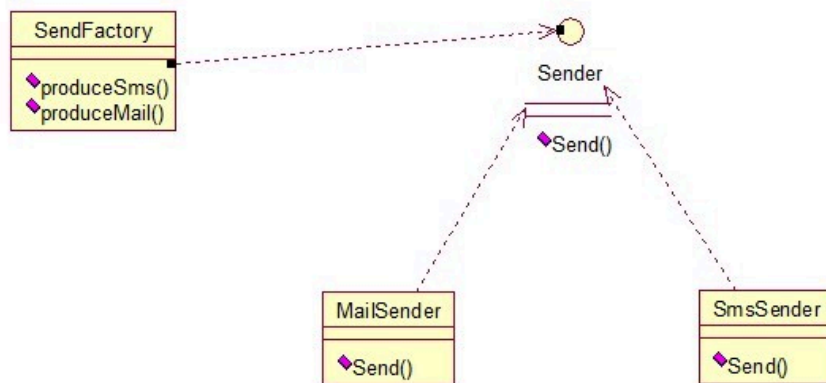 SendFactory
produceSms()
produceMail()
Sender
Send()
MailSender
Send()
SmsSender
Send()